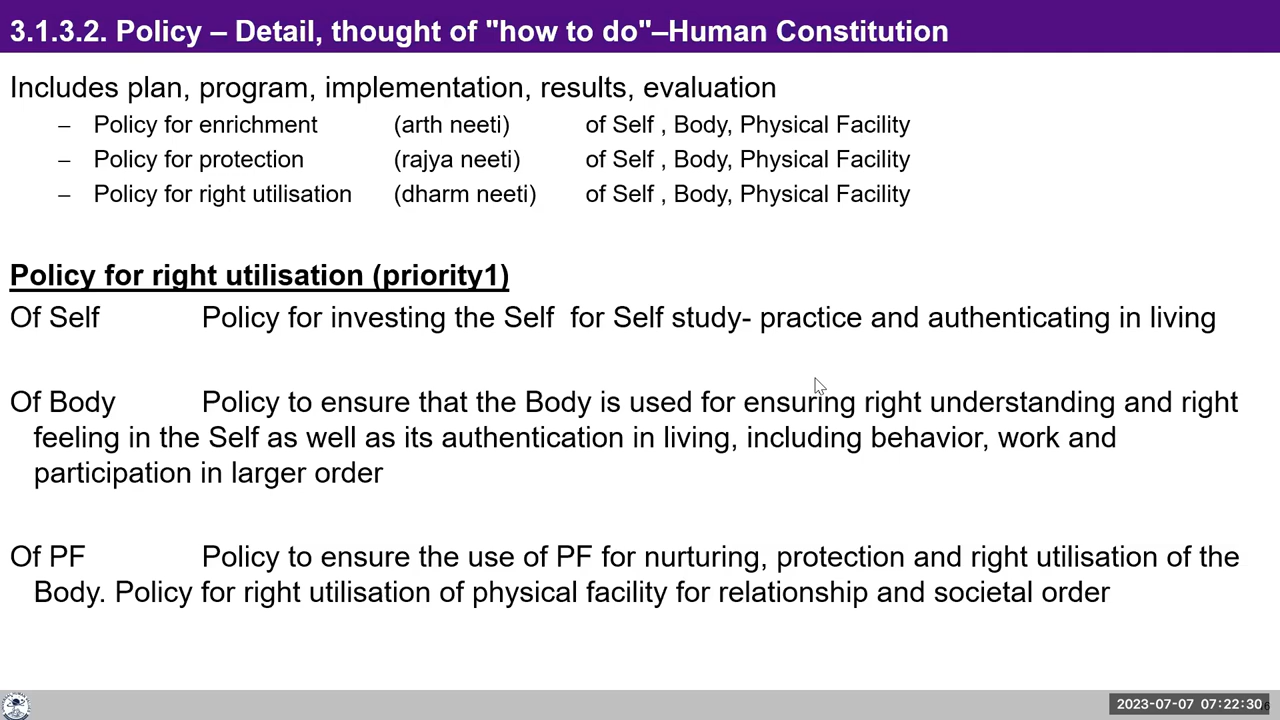 3.1.3.2. Policy – Detail, thought of "how to do"–Human Constitution
Includes plan, program, implementation, results, evaluation
– Policy for enrichment (arth neeti) of Self , Body, Physical Facility
– Policy for protection (rajya neeti) of Self , Body, Physical Facility
– Policy for right utilisation (dharm neeti) of Self , Body, Physical Facility
Policy for right utilisation (priority1)
Of Self Policy for investing the Self for Self study- practice and authenticating in living
Of Body Policy to ensure that the Body is used for ensuring right understanding and right
feeling in the Self as well as its authentication in living, including behavior, work and
participation in larger order
Of PF Policy to ensure the use of PF for nurturing, protection and right utilisation of the
Body. Policy for right utilisation of physical facility for relationship and societal order
2023-07-07 07:22:30